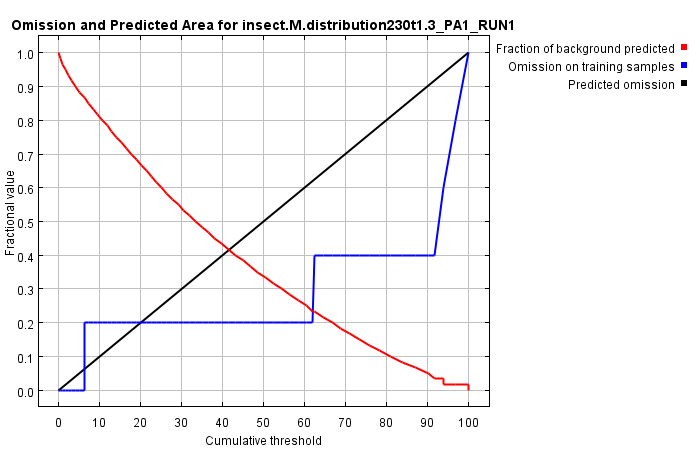 Omission and Predicted Area for insect.M.distribution230t1.3_PA1_RUN1
Fraction of background predicted
Omission on training samples
Predicted omission
Fractional value
1.0
0.9
0.8
0.7
0.6
0.5
0.4
0.3
0.2
0.1
0.0
0 10 20 30 40 50 60 70 80 90 100
Cumulative threshold